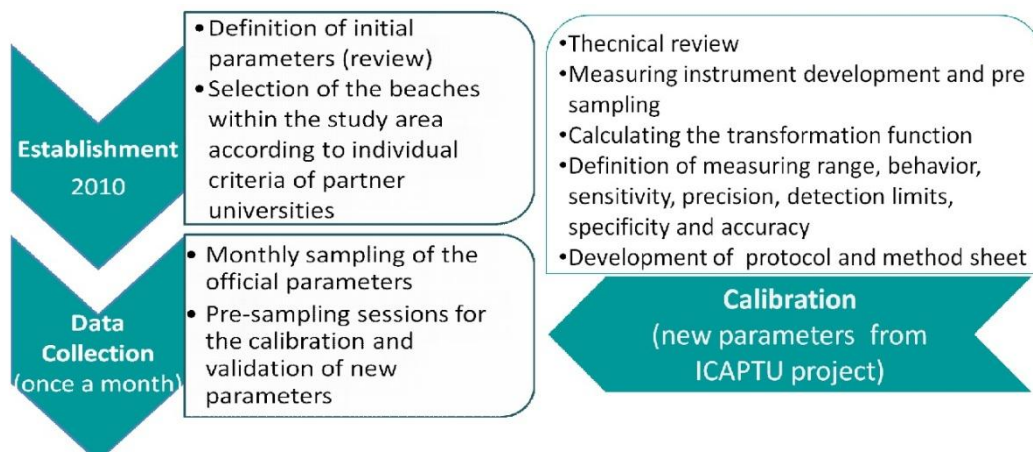 Establishment
2010
•Definition of initial
parameters (review)
•Selection of the beaches
within the study area
according to individual
criteria of partner
universities
Data
Collection
(once a month)
• Monthly sampling of the
official parameters
• Pre-sampling sessions for
the calibration and
validation of new
parameters
•Thecnical review
•Measuring instrument development and pre
sampling
•Calculating the transformation function
•Definition of measuring range, behavior,
sensitivity, precision, detection limits,
specificity and accuracy
•Development of protocol and method sheet
Calibration
(new parameters from
ICAPTU project)